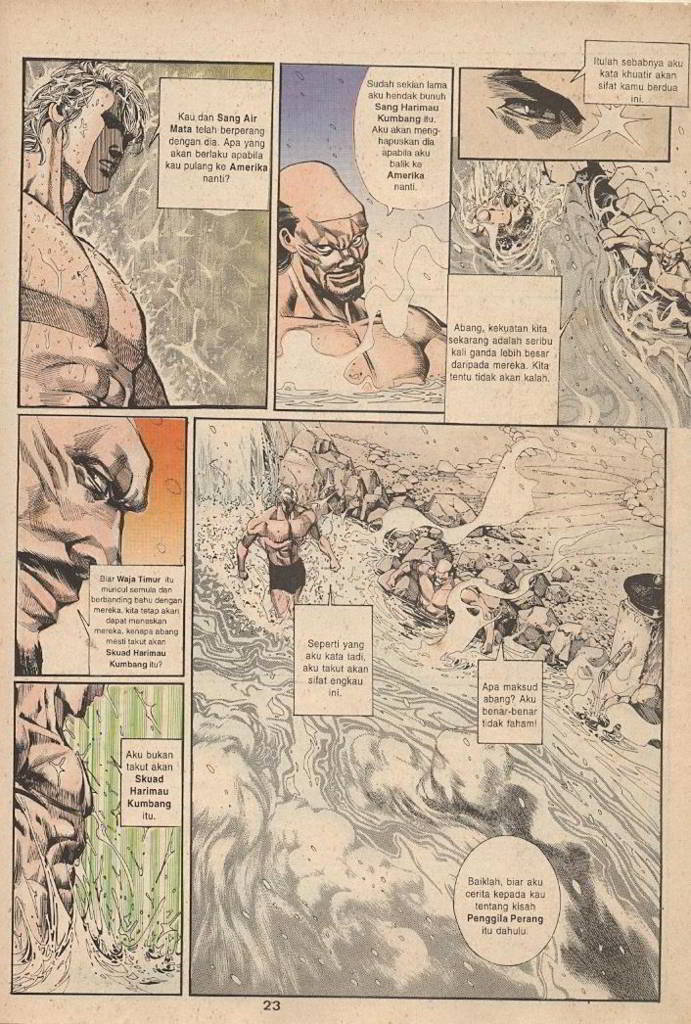 Kau dan Sang Air
Mata telah berperang
dengan dia. Apa yang
akan berlaku apabila
kau pulang ke Amerika
nanti?
Sudah sekian lama
aku hendak bunuh
Sang Harimau
Kumbang itu.
Aku akan meng-
hapuskan dia
apabila aku
balik ke
Amerika
nanti.
Itulah sebabnya aku
kata khuatir akan
sifat kamu berdua
ini.
Abang, kekuatan kita
sekarang adalah seribu
kali ganda lebih besar
daripada mereka. Kita
tentu tidak akan kalah.
Biar Waja Timur itu
muncul semula dan
berbanding bahu dengan
mereka, kita tetap akan
dapat meneskan
mereka, kenapa abang
mesti takut akan
Skuad Harimau
Kumbang itu?
Seperti yang
aku kata tadi,
aku takut akan
sifat engkau
ini.
Apa maksud
abang? Aku
benar-benar
tidak faham!
Aku bukan
takut akan
Skuad
Harimau
Kumbang
itu.
Baiklah, biar aku
cerita kepada kau
tentang kisah
Penggila Perang
itu dahulu.
23